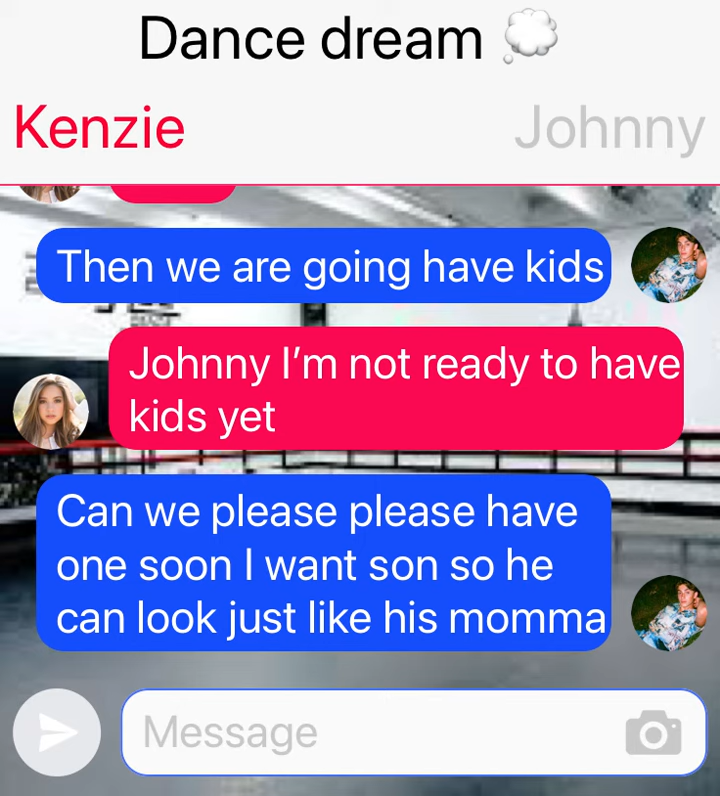 Dance dream 💭
Kenzie Johnny
Then we are going have kids
Johnny I'm not ready to have
kids yet
Can we please please have
one soon I want son so he
can look just like his momma
Message